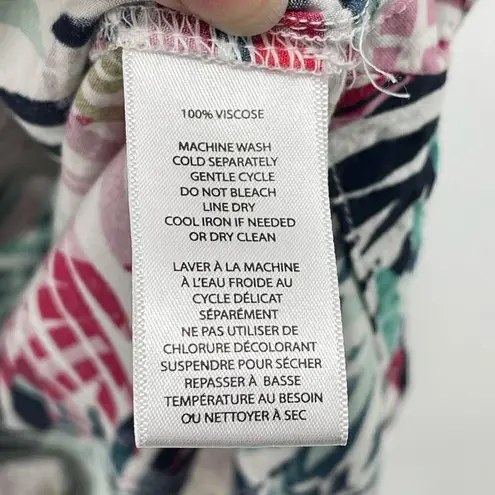 100% VISCOSE
MACHINE WASH
COLD SEPARATELY
GENTLE CYCLE
DO NOT BLEACH
LINE DRY
COOL IRON IF NEEDED
OR DRY CLEAN
LAVER À LA MACHINE
À L'EAU FROIDE AU
CYCLE DÉLICAT
SÉPARÉMENT
NE PAS UTILISER DE
CHLORURE DÉCOLORANT
SUSPENDRE POUR SÉCHER
REPASSER À BASSE
TEMPÉRATURE AU BESOIN
OU NETTOYER À SEC